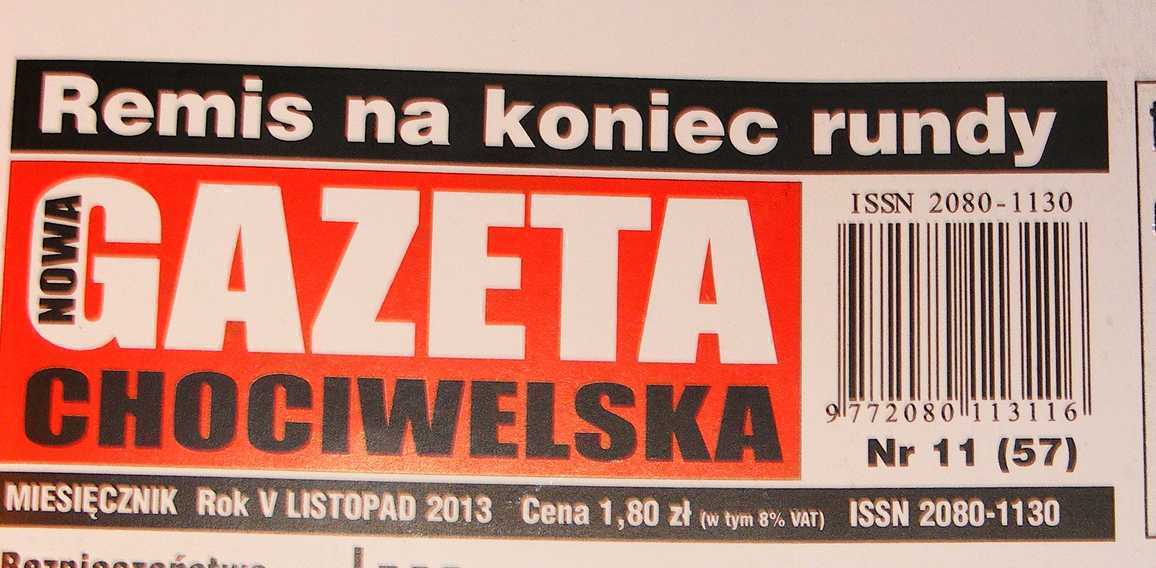 Remis na koniec rundy
NOWA
GAZETA
CHOCIWELSKA
ISSN 2080-1130
9 772080 113116
Nr 11 (57)
MIESIĘCZNIK Rok V LISTOPAD 2013 Cena 1,80 zł (w tym 8% VAT) ISSN 2080-1130